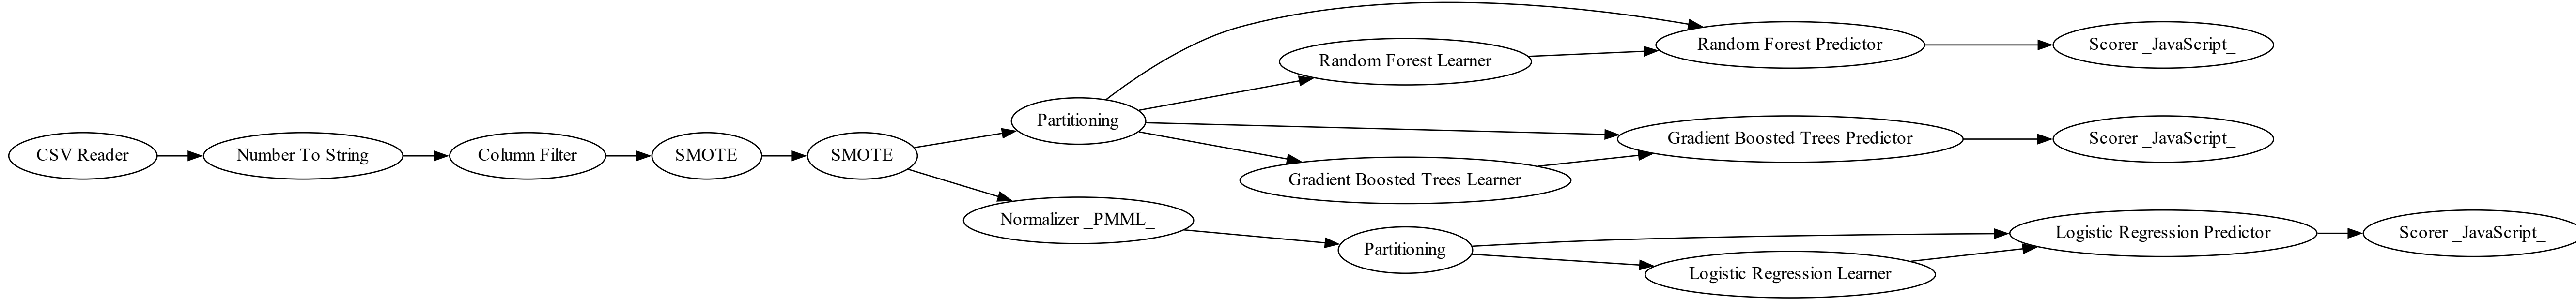 CSV Reader
Number To String
Column Filter
SMOTE
SMOTE
Partitioning
Random Forest Learner
Random Forest Predictor
Scorer _JavaScript_
Gradient Boosted Trees Learner
Gradient Boosted Trees Predictor
Scorer _JavaScript_
Normalizer _PMML_
Partitioning
Logistic Regression Learner
Logistic Regression Predictor
Scorer _JavaScript_